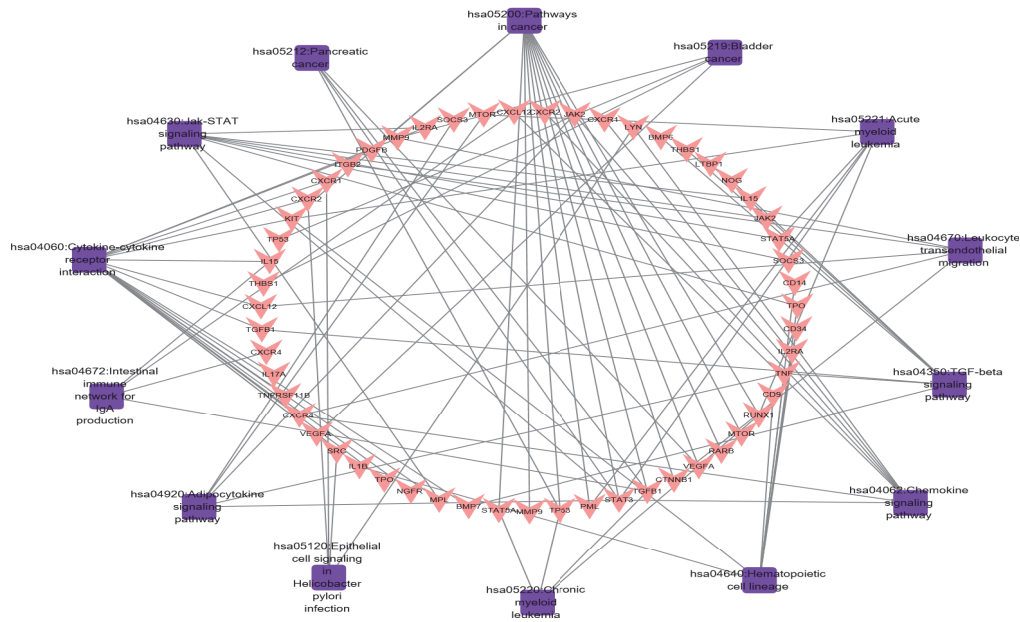 hsa05200:Pathways
in cancer
hsa05212:Pancreatic
cancer
hsa05219:Bladder
cancer
hsa04630:Jak-STAT
signaling
pathway
hsa05221:Acute
myeloid
leukemia
hsa04060:Cytokine-cytokine
receptor
interaction
hsa04670:Leukocyte
transendothelial
migration
hsa04672:Intestinal
immune
network for
IgA
production
hsa04350:TGF-beta
signaling
pathway
hsa04920:Adipocytokine
signaling
pathway
hsa04062:Chemokine
signaling
pathway
hsa05120:Epithelial
cell signaling
in
Helicobacter
pylori
infection
hsa05220:Chronic
myeloid
leukemia
hsa04640:Hematopoietic
cell lineage
CXCL12
CXCR2
JAK2
CXCR4
LYN
BMP6
THBS1
LTBP1
NOG
IL15
JAK2
STAT5A
SOCS3
CD14
TPO
CD34
IL2RA
TNF
CD9
RUNX1
MTOR
RARB
VEGFA
CTNNB1
TGFB1
STAT3
PML
TP53
MMP9
STAT5A
BMP7
MPL
NGFR
TPO
IL1B
SRC
VEGFA
CXCR3
TNFRSF11B
IL17A
CXCR4
TGFB1
CXCL12
THBS1
IL15
TP53
KIT
CXCR2
CXCR1
ITGB2
PDGFB
MMP9
IL2RA
SOCS3
MTOR